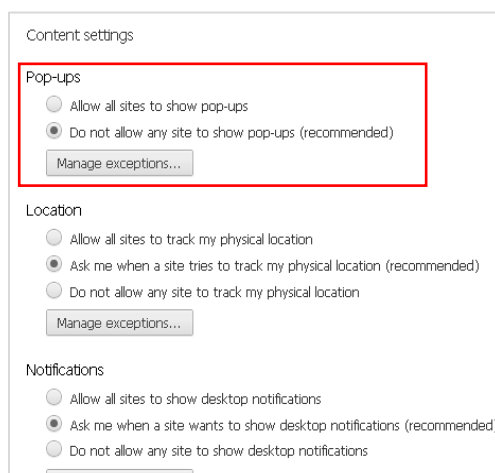 Content settings
Pop-ups
Allow all sites to show pop-ups
Do not allow any site to show pop-ups (recommended)
Manage exceptions...
Location
Allow all sites to track my physical location
Ask me when a site tries to track my physical location (recommended)
Do not allow any site to track my physical location
Manage exceptions...
Notifications
Allow all sites to show desktop notifications
Ask me when a site wants to show desktop notifications (recommended)
Do not allow any site to show desktop notifications